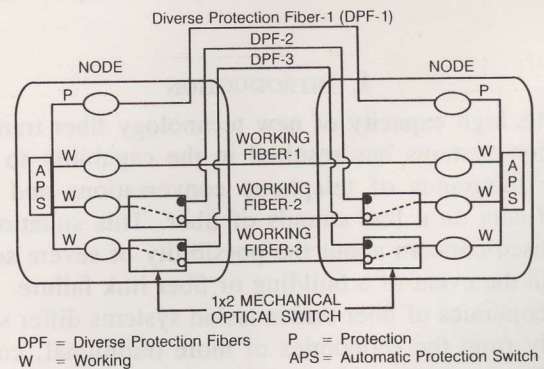 Diverse Protection Fiber-1 (DPF-1)
DPF-2
DPF-3
NODE
NODE
P
P
WORKING
FIBER-1
W
W
A
P
S
A
P
S
WORKING
FIBER-2
W
W
WORKING
FIBER-3
W
W
1x2 MECHANICAL
OPTICAL SWITCH
DPF = Diverse Protection Fibers
P = Protection
W = Working
APS = Automatic Protection Switch